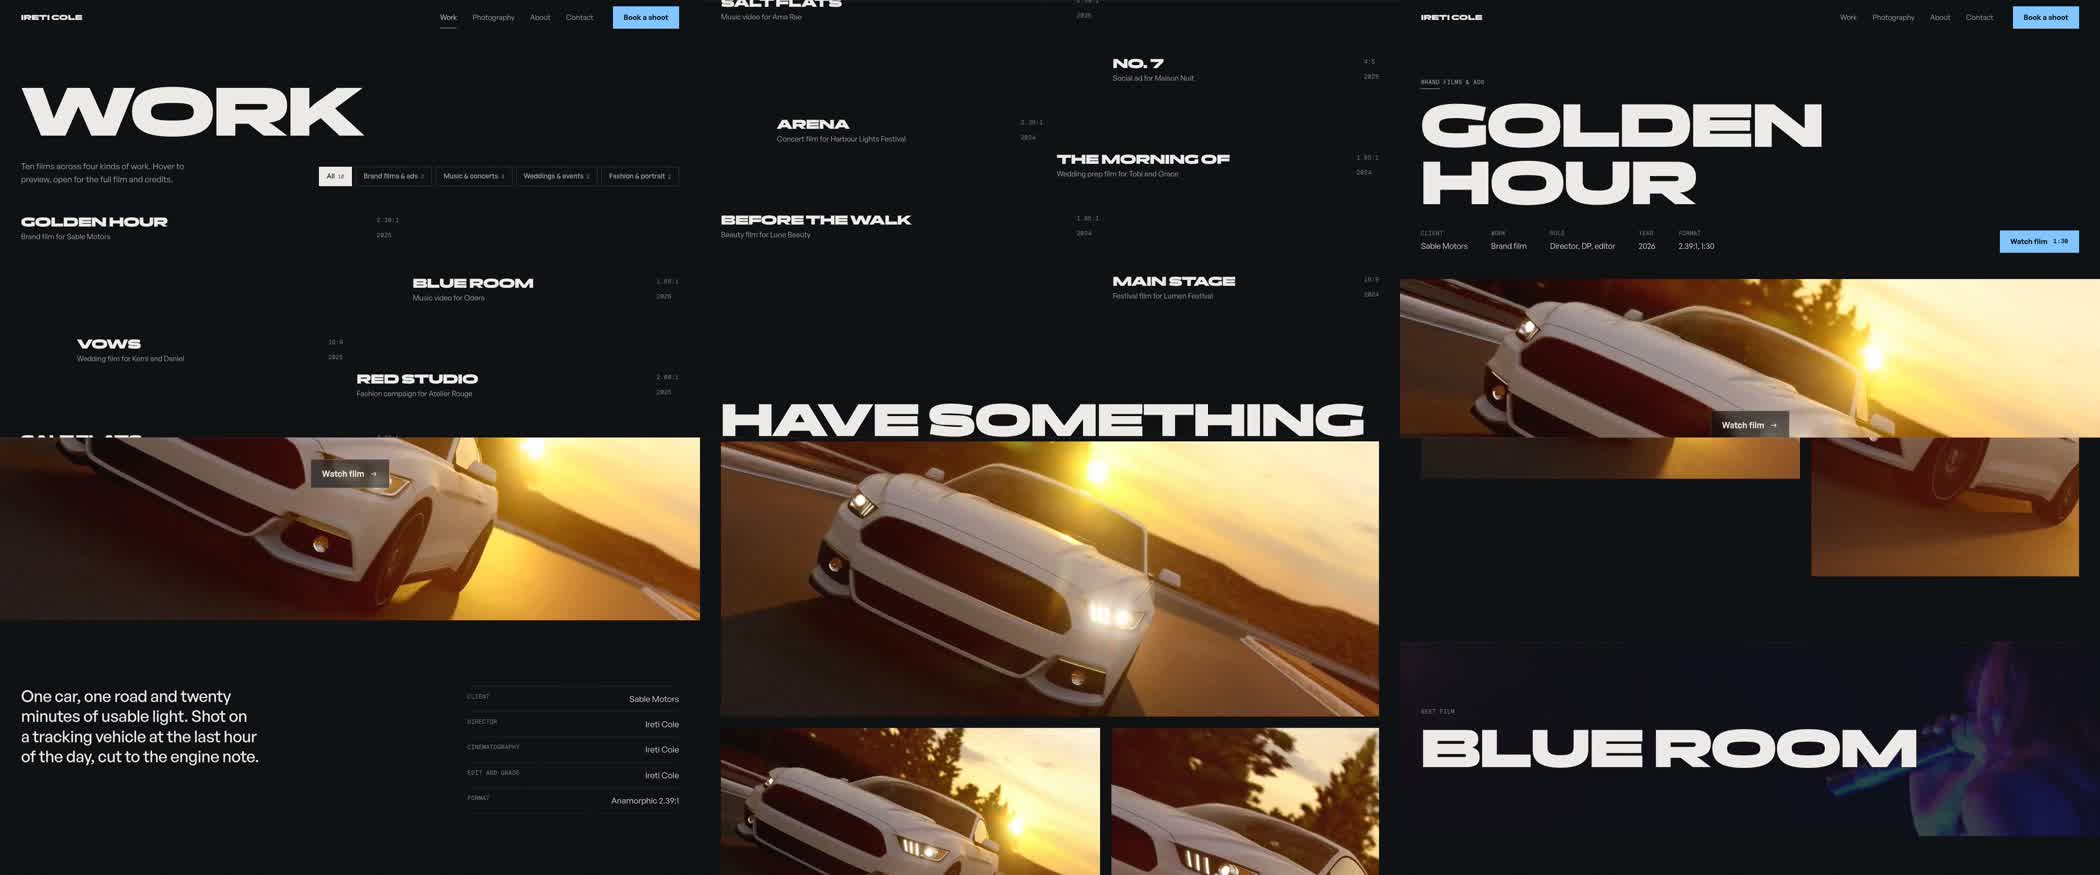 IRETI COLE
Work Photography About Contact Book a shoot
WORK
Ten films across four kinds of work. Hover to
preview, open for the full film and credits.
All 10 Brand films & ads Music & concerts Weddings & events Fashion & portrait
GOLDEN HOUR 2.39:1
Brand film for Sable Motors 2026
BLUE ROOM 1.85:1
Music video for Odera 2026
VOWS 16:9
Wedding film for Kemi and Daniel 2025
RED STUDIO 2.00:1
Fashion campaign for Atelier Rouge 2025
SALT FLATS
Watch film →
One car, one road and twenty
minutes of usable light. Shot on
a tracking vehicle at the last hour
of the day, cut to the engine note.
CLIENT Sable Motors
DIRECTOR Ireti Cole
CINEMATOGRAPHY Ireti Cole
EDIT AND GRADE Ireti Cole
FORMAT Anamorphic 2.39:1
SALT FLATS
Music video for Ama Rae 2025
NO. 7 4:5
Social ad for Maison Nuit 2025
ARENA 2.39:1
Concert film for Harbour Lights Festival 2024
THE MORNING OF 1.85:1
Wedding prep film for Tobi and Grace 2024
BEFORE THE WALK 1.85:1
Beauty film for Lune Beauty 2024
MAIN STAGE 16:9
Festival film for Lumen Festival 2024
HAVE SOMETHING
IRETI COLE
Work Photography About Contact Book a shoot
BRAND FILMS & ADS
GOLDEN
HOUR
CLIENT WORK ROLE YEAR FORMAT
Sable Motors Brand film Director, DP, editor 2026 2.39:1, 1:30
Watch film 1:30
Watch film →
NEXT FILM
BLUE ROOM